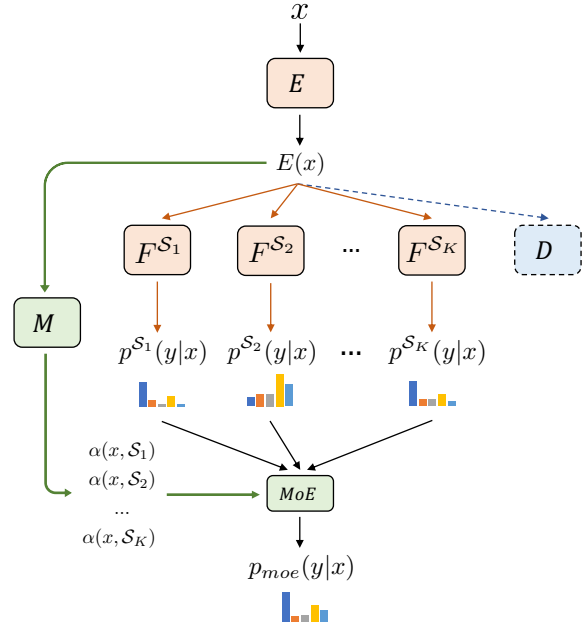 x
E
E(x)
F^{S_1} F^{S_2} ... F^{S_K} D
M
p^{S_1}(y|x) p^{S_2}(y|x) ... p^{S_K}(y|x)
α(x, S_1)
α(x, S_2)
...
α(x, S_K)
MoE
p_{moe}(y|x)